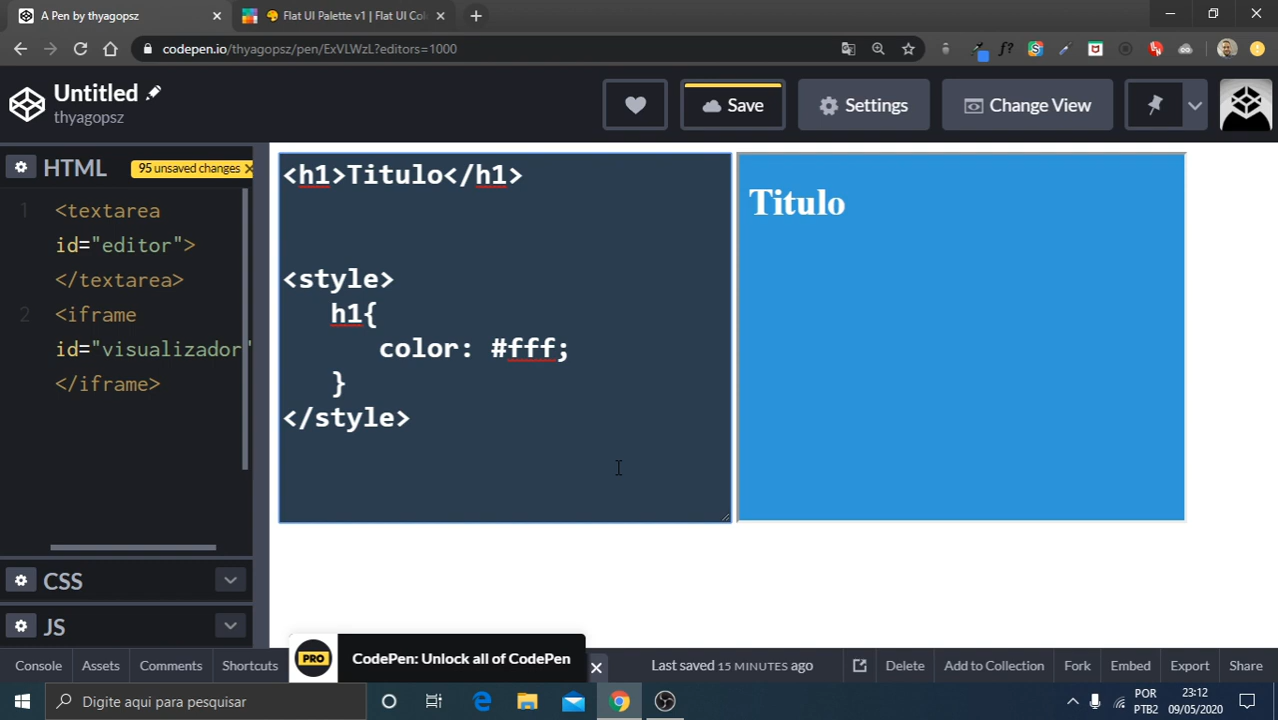 A Pen by thyagopsz
Flat UI Palette v1 | Flat UI Col
codepen.io/thyagopsz/pen/ExVLWzL?editors=1000
f?
Untitled
thyagopsz
Save
Settings
Change View
HTML
95 unsaved changes
1 <textarea
id="editor">
</textarea>
2 <iframe
id="visualizador"
</iframe>
<h1>Titulo</h1>
<style>
h1{
color: #fff;
}
</style>
Titulo
CSS
JS
PRO
CodePen: Unlock all of CodePen
Console
Assets
Comments
Shortcuts
Last saved 15 MINUTES ago
Delete
Add to Collection
Fork
Embed
Export
Share
Digite aqui para pesquisar
POR
PTB2
23:12
09/05/2020